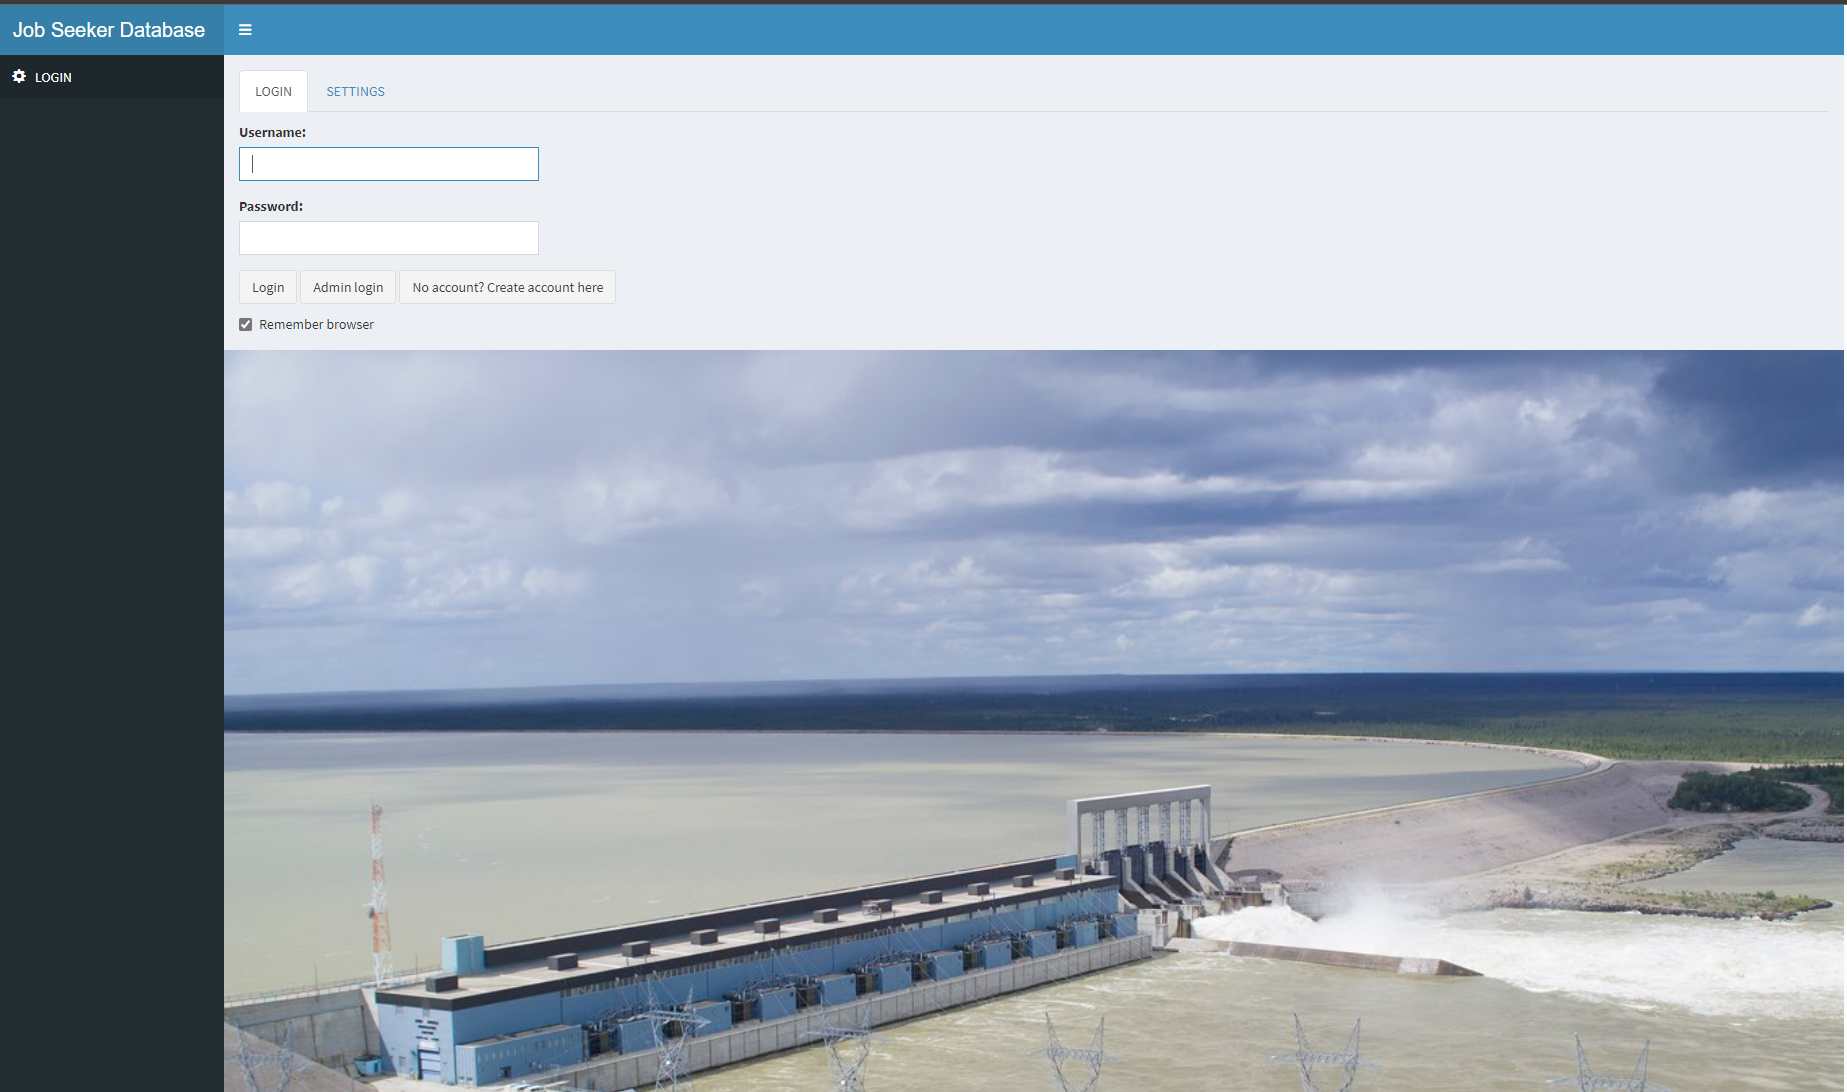 Job Seeker Database
LOGIN
LOGIN SETTINGS
Username:
Password:
Login Admin login No account? Create account here
Remember browser